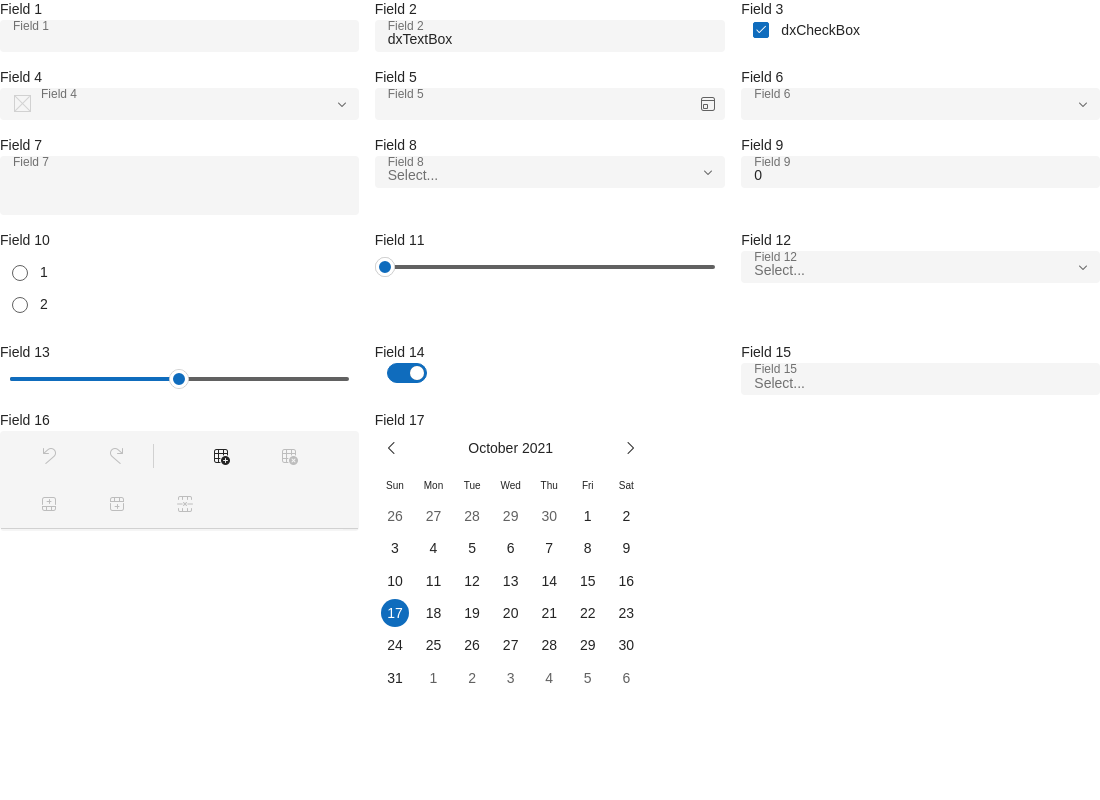 Field 1
Field 1
Field 2
Field 2
dxTextBox
Field 3
dxCheckBox
Field 4
Field 4
Field 5
Field 5
Field 6
Field 6
Field 7
Field 7
Field 8
Field 8
Select...
Field 9
Field 9
0
Field 10
1
2
Field 11
Field 12
Field 12
Select...
Field 13
Field 14
Field 15
Field 15
Select...
Field 16
Field 17
October 2021
Sun Mon Tue Wed Thu Fri Sat
26 27 28 29 30 1 2
3 4 5 6 7 8 9
10 11 12 13 14 15 16
17 18 19 20 21 22 23
24 25 26 27 28 29 30
31 1 2 3 4 5 6